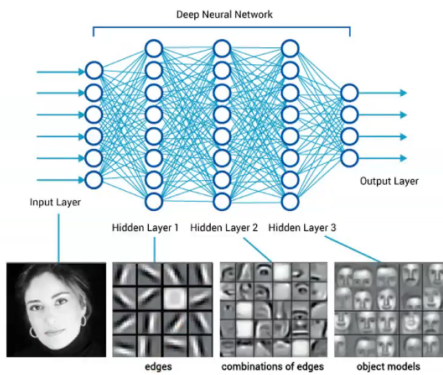 Deep Neural Network
Input Layer
Output Layer
Hidden Layer 1 Hidden Layer 2 Hidden Layer 3
edges
combinations of edges
object models